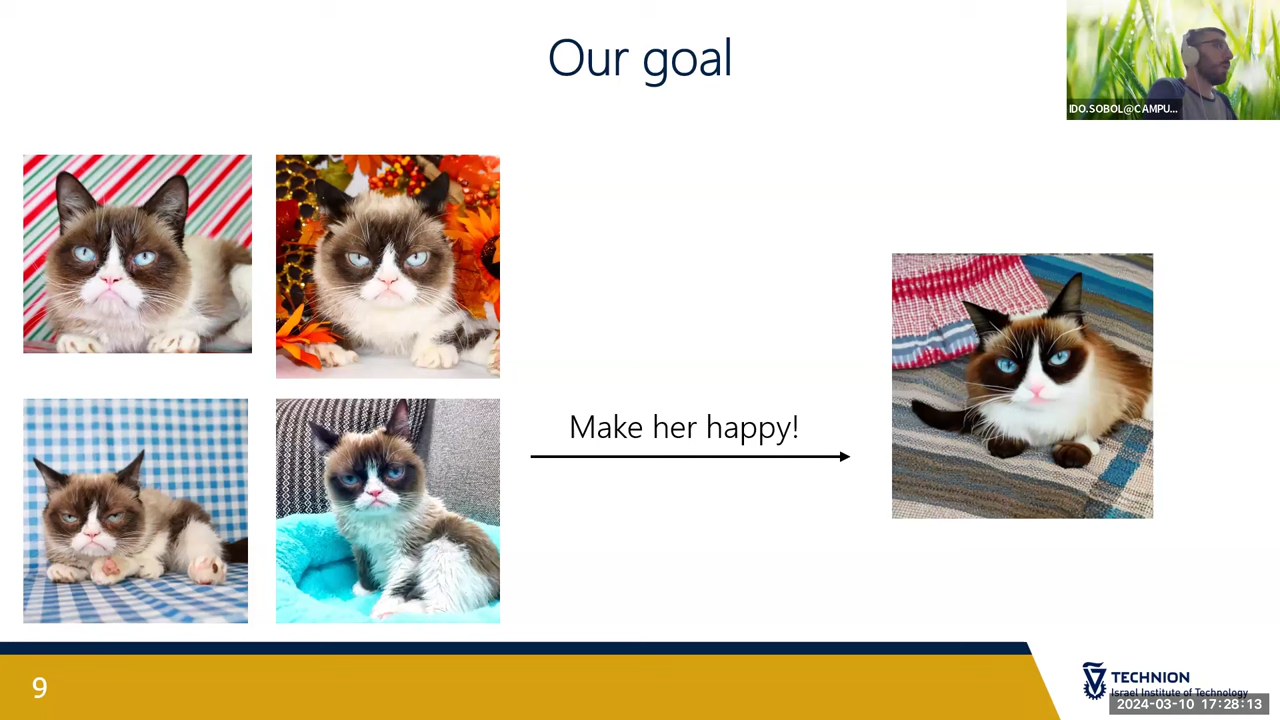 Our goal
IDO.SOBOL@CAMPU...
Make her happy!
9
TECHNION
Israel Institute of Technology
2024-03-10 17:28:13